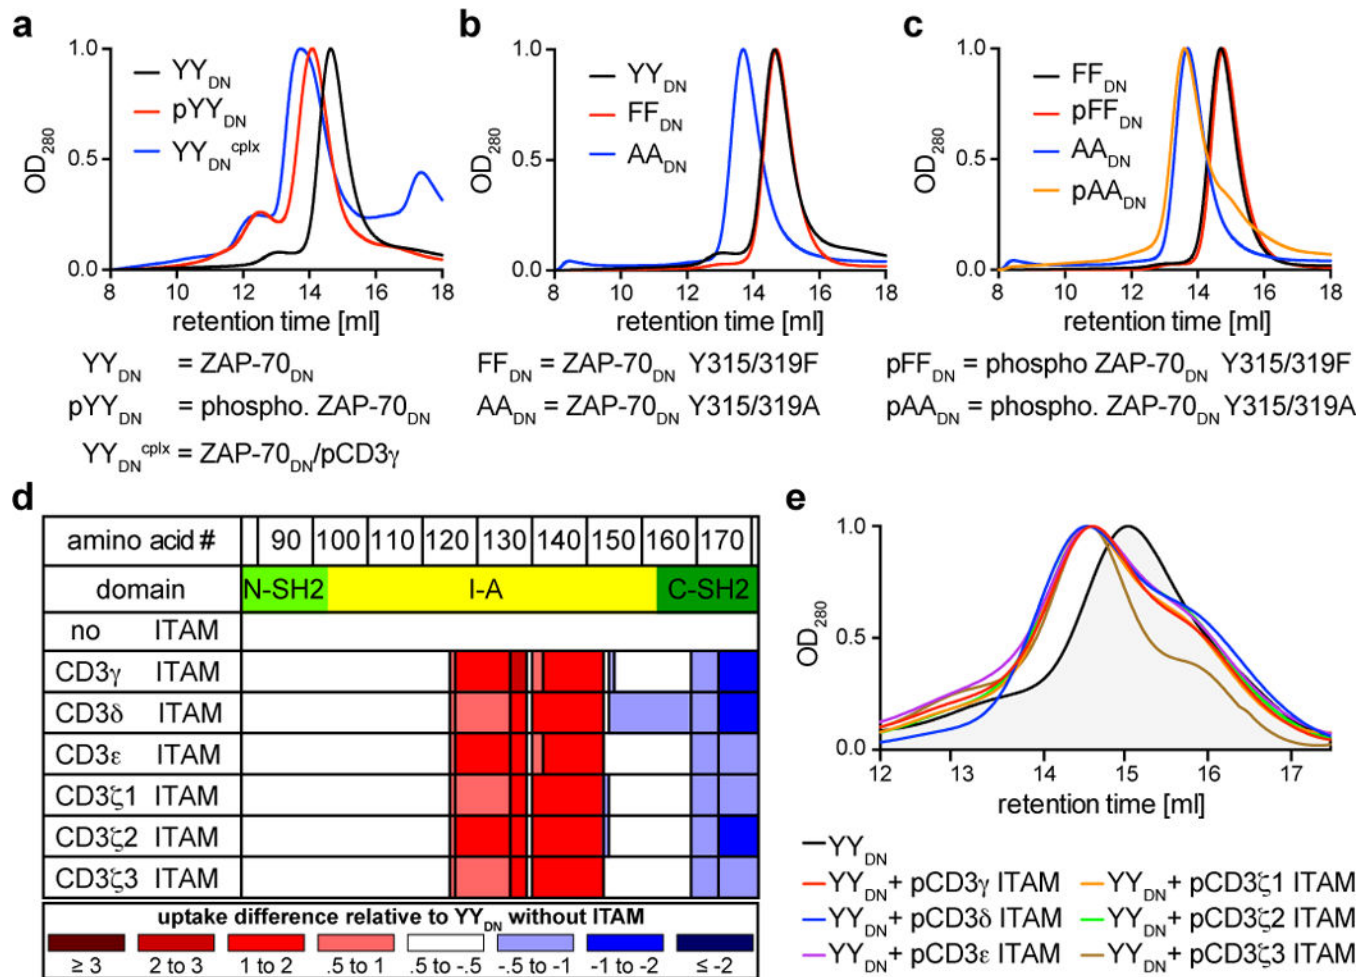 a
OD280
1.0
0.5
0.0
YYDN
pYYDN
YYDNcplx
8 10 12 14 16 18
retention time [ml]
YYDN = ZAP-70DN
pYYDN = phospho. ZAP-70DN
YYDNcplx = ZAP-70DN/pCD3γ
b
OD280
1.0
0.5
0.0
YYDN
FFDN
AADN
8 10 12 14 16 18
retention time [ml]
FFDN = ZAP-70DN Y315/319F
AADN = ZAP-70DN Y315/319A
c
OD280
1.0
0.5
0.0
FFDN
pFFDN
AADN
pAADN
8 10 12 14 16 18
retention time [ml]
pFFDN = phospho ZAP-70DN Y315/319F
pAADN = phospho. ZAP-70DN Y315/319A
d
amino acid # 90 100 110 120 130 140 150 160 170
domain N-SH2 I-A C-SH2
no ITAM
CD3γ ITAM
CD3δ ITAM
CD3ε ITAM
CD3ζ1 ITAM
CD3ζ2 ITAM
CD3ζ3 ITAM
uptake difference relative to YYDN without ITAM
≥ 3 2 to 3 1 to 2 .5 to 1 .5 to -.5 -.5 to -1 -1 to -2 ≤ -2
e
OD280
1.0
0.5
0.0
12 13 14 15 16 17
retention time [ml]
YYDN
YYDN+ pCD3γ ITAM
YYDN+ pCD3δ ITAM
YYDN+ pCD3ε ITAM
YYDN+ pCD3ζ1 ITAM
YYDN+ pCD3ζ2 ITAM
YYDN+ pCD3ζ3 ITAM